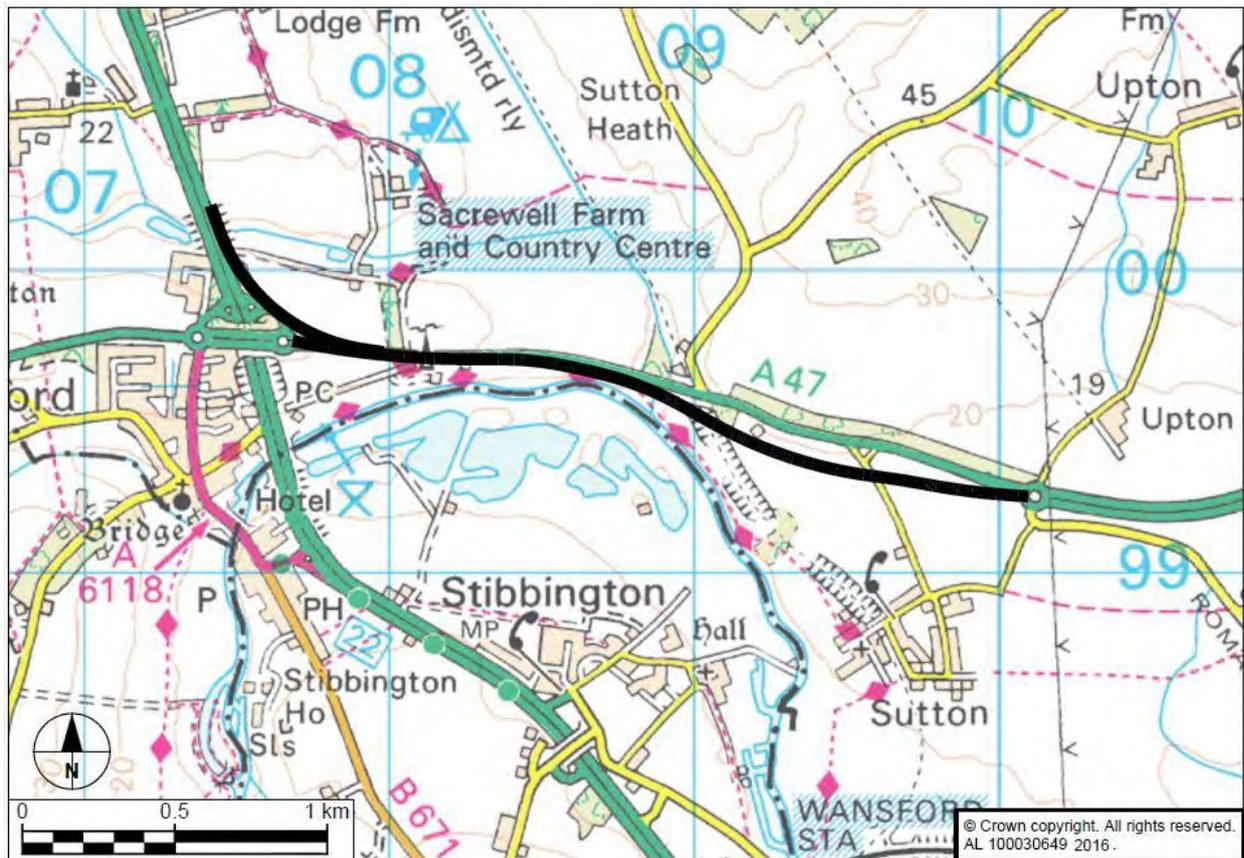 Lodge Fm
08
dismtd rly
09
Sutton
Heath
45
10
Fm
Upton
22
07
Sacrewell Farm
and Country Centre
40
30
00
A 47
19
20
Upton
PC
Hotel
Bridge
A
6118
P
PH
22
Stibbington
MP
Hall
99
Stibbington
Ho
Sls
20
B 671
Sutton
WANSFORD
STA
N
0 0.5 1 km
© Crown copyright. All rights reserved.
AL 100030649 2016.